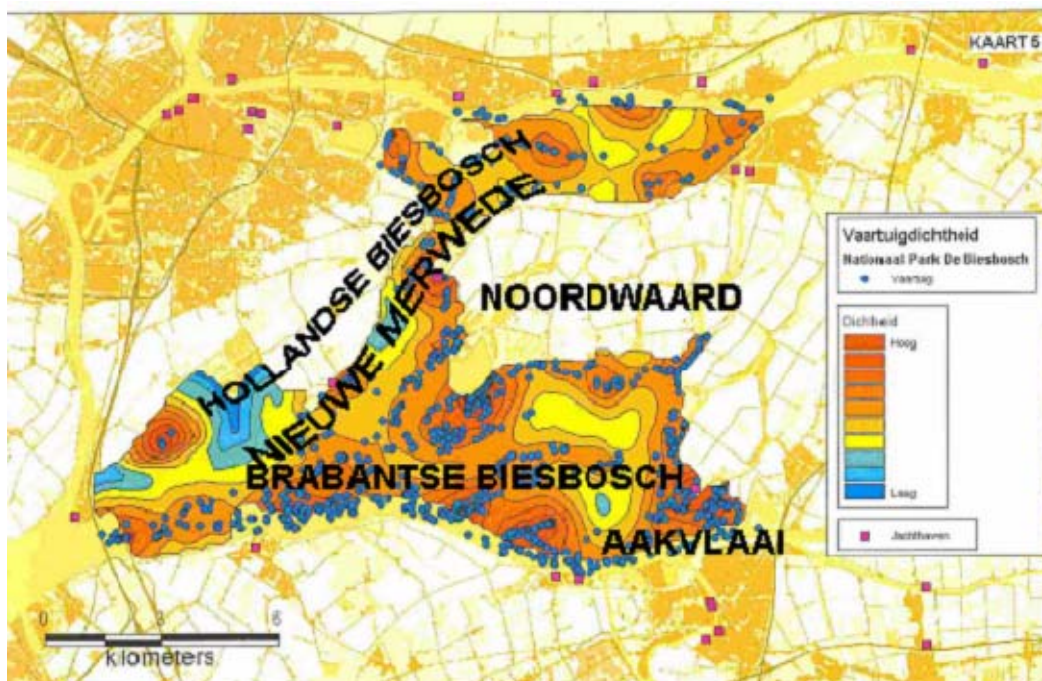 KAART 5
HOLLANDSE BIESBOSCH
NIEUWE MERWEDE
NOORDWAARD
BRABANTSE BIESBOSCH
AAKVLAAI
Vaartuigdichtheid
Nationaal Park De Biesbosch
Vaartuig
Dichtheid
Hoog
Laag
Jachthaven
0 3 6
kilometers